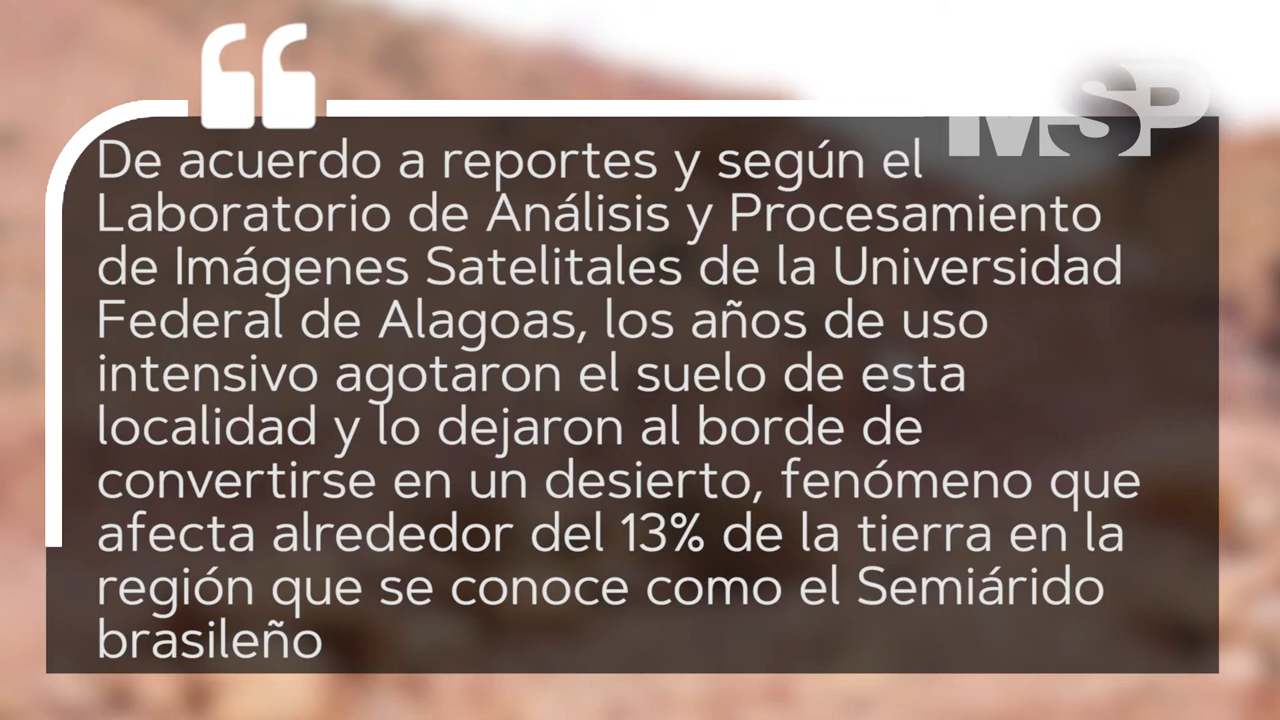 MSP
De acuerdo a reportes y según el
Laboratorio de Análisis y Procesamiento
de Imágenes Satelitales de la Universidad
Federal de Alagoas, los años de uso
intensivo agotaron el suelo de esta
localidad y lo dejaron al borde de
convertirse en un desierto, fenómeno que
afecta alrededor del 13% de la tierra en la
región que se conoce como el Semiárido
brasileño